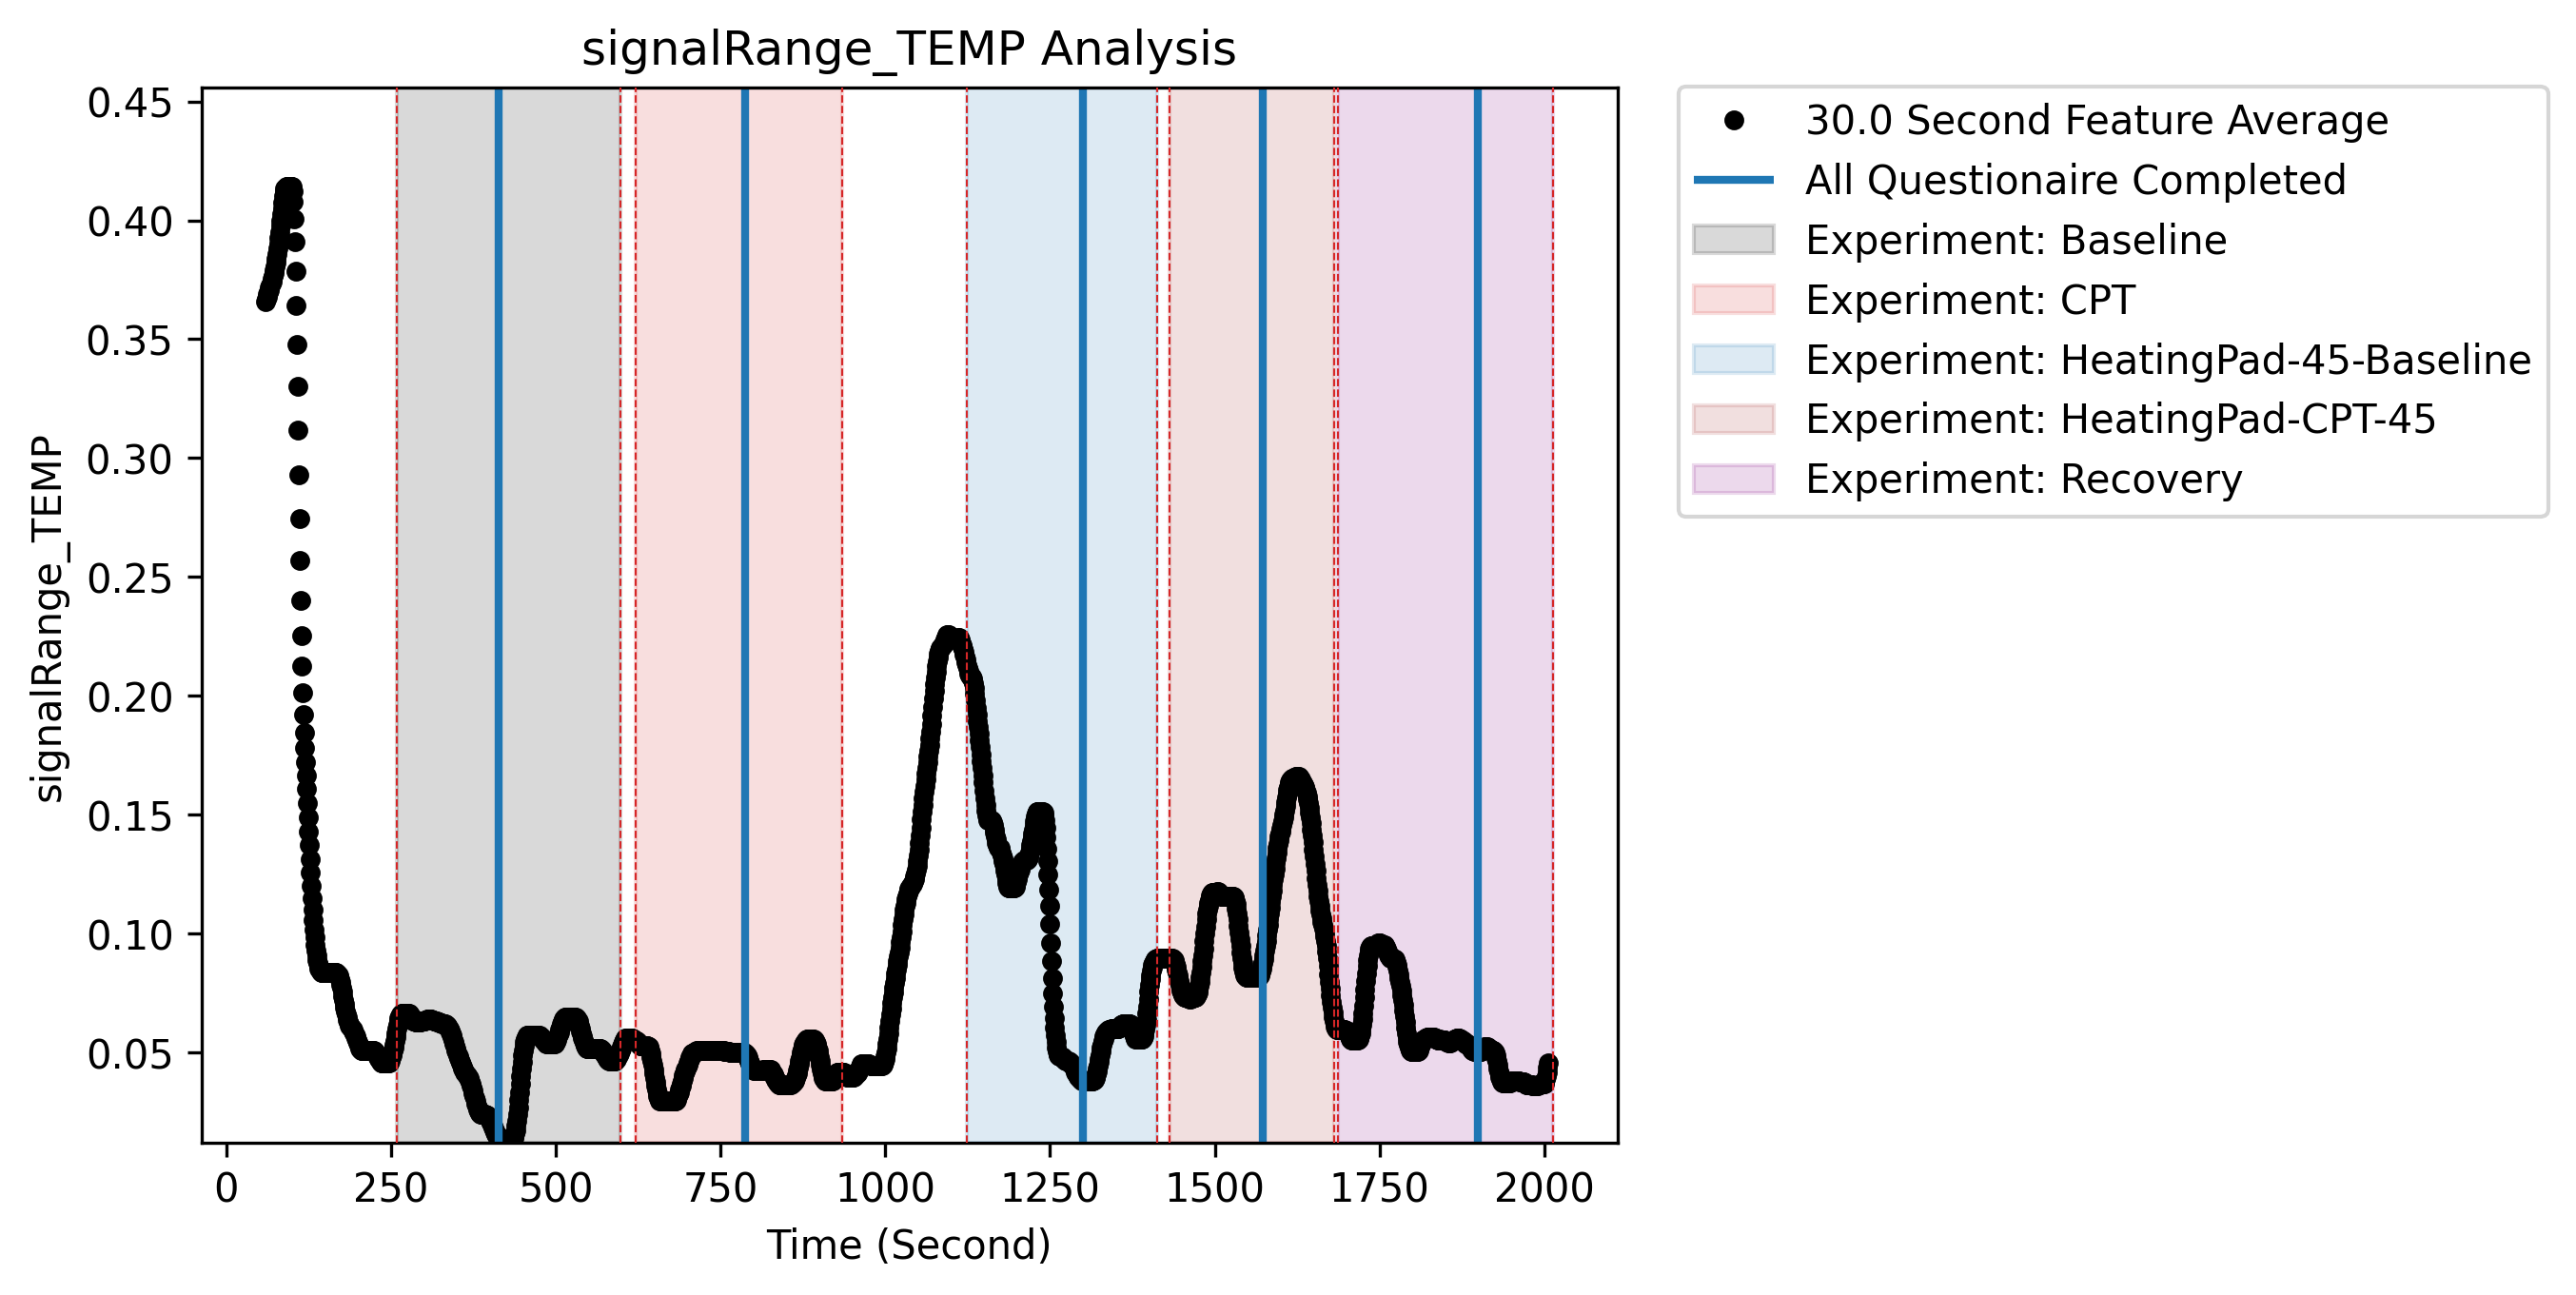 signalRange_TEMP Analysis
0.45
0.40
0.35
0.30
0.25
0.20
0.15
0.10
0.05
signalRange_TEMP
0
250
500
750
1000
1250
1500
1750
2000
Time (Second)
30.0 Second Feature Average
All Questionaire Completed
Experiment: Baseline
Experiment: CPT
Experiment: HeatingPad-45-Baseline
Experiment: HeatingPad-CPT-45
Experiment: Recovery